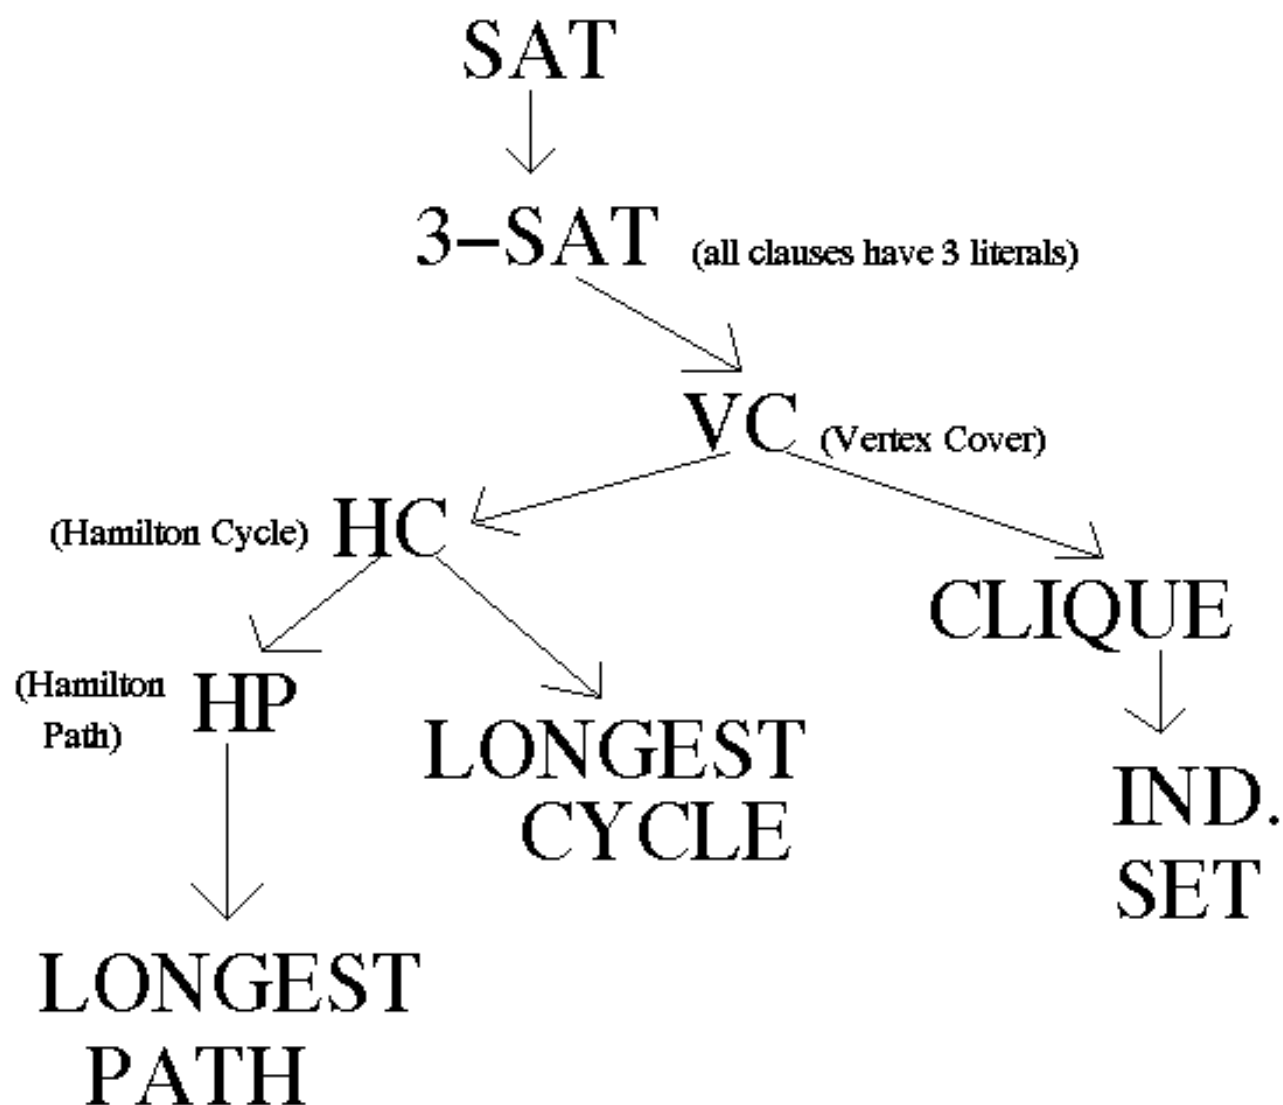 SAT
3-SAT (all clauses have 3 literals)
VC (Vertex Cover)
(Hamilton Cycle) HC
CLIQUE
(Hamilton
Path)
HP
LONGEST
CYCLE
IND.
SET
LONGEST
PATH